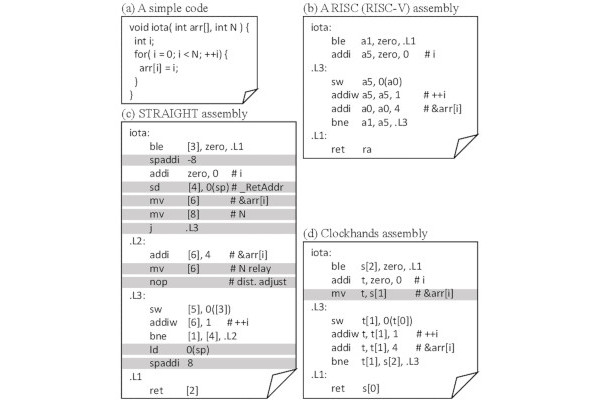 (a) A simple code
void iota( int arr[], int N ) {
int i;
for( i = 0; i < N; ++i) {
arr[i] = i;
}
}
(b) A RISC (RISC-V) assembly
iota:
ble a1, zero, .L1
addi a5, zero, 0 # i
.L3:
sw a5, 0(a0)
addiw a5, a5, 1 # ++i
addi a0, a0, 4 # &arr[i]
bne a1, a5, .L3
.L1:
ret ra
(c) STRAIGHT assembly
iota:
ble [3], zero, .L1
spaddi -8
addi zero, 0 # i
sd [4], 0(sp) # _RetAddr
mv [6] # &arr[i]
mv [8] # N
j .L3
.L2:
addi [6], 4 # &arr[i]
mv [6] # N relay
nop # dist. adjust
.L3:
sw [5], 0([3])
addiw [6], 1 # ++i
bne [1], [4], .L2
ld 0(sp)
spaddi 8
.L1
ret [2]
(d) Clockhands assembly
iota:
ble s[2], zero, .L1
addi t, zero, 0 # i
mv t, s[1] # &arr[i]
.L3:
sw t[1], 0(t[0])
addiw t, t[1], 1 # ++i
addi t, t[1], 4 # &arr[i]
bne t[1], s[2], .L3
.L1:
ret s[0]